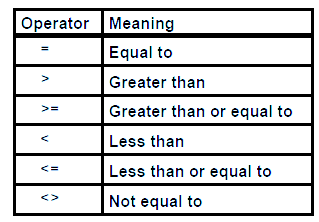 Operator Meaning
= Equal to
> Greater than
>= Greater than or equal to
< Less than
<= Less than or equal to
<> Not equal to